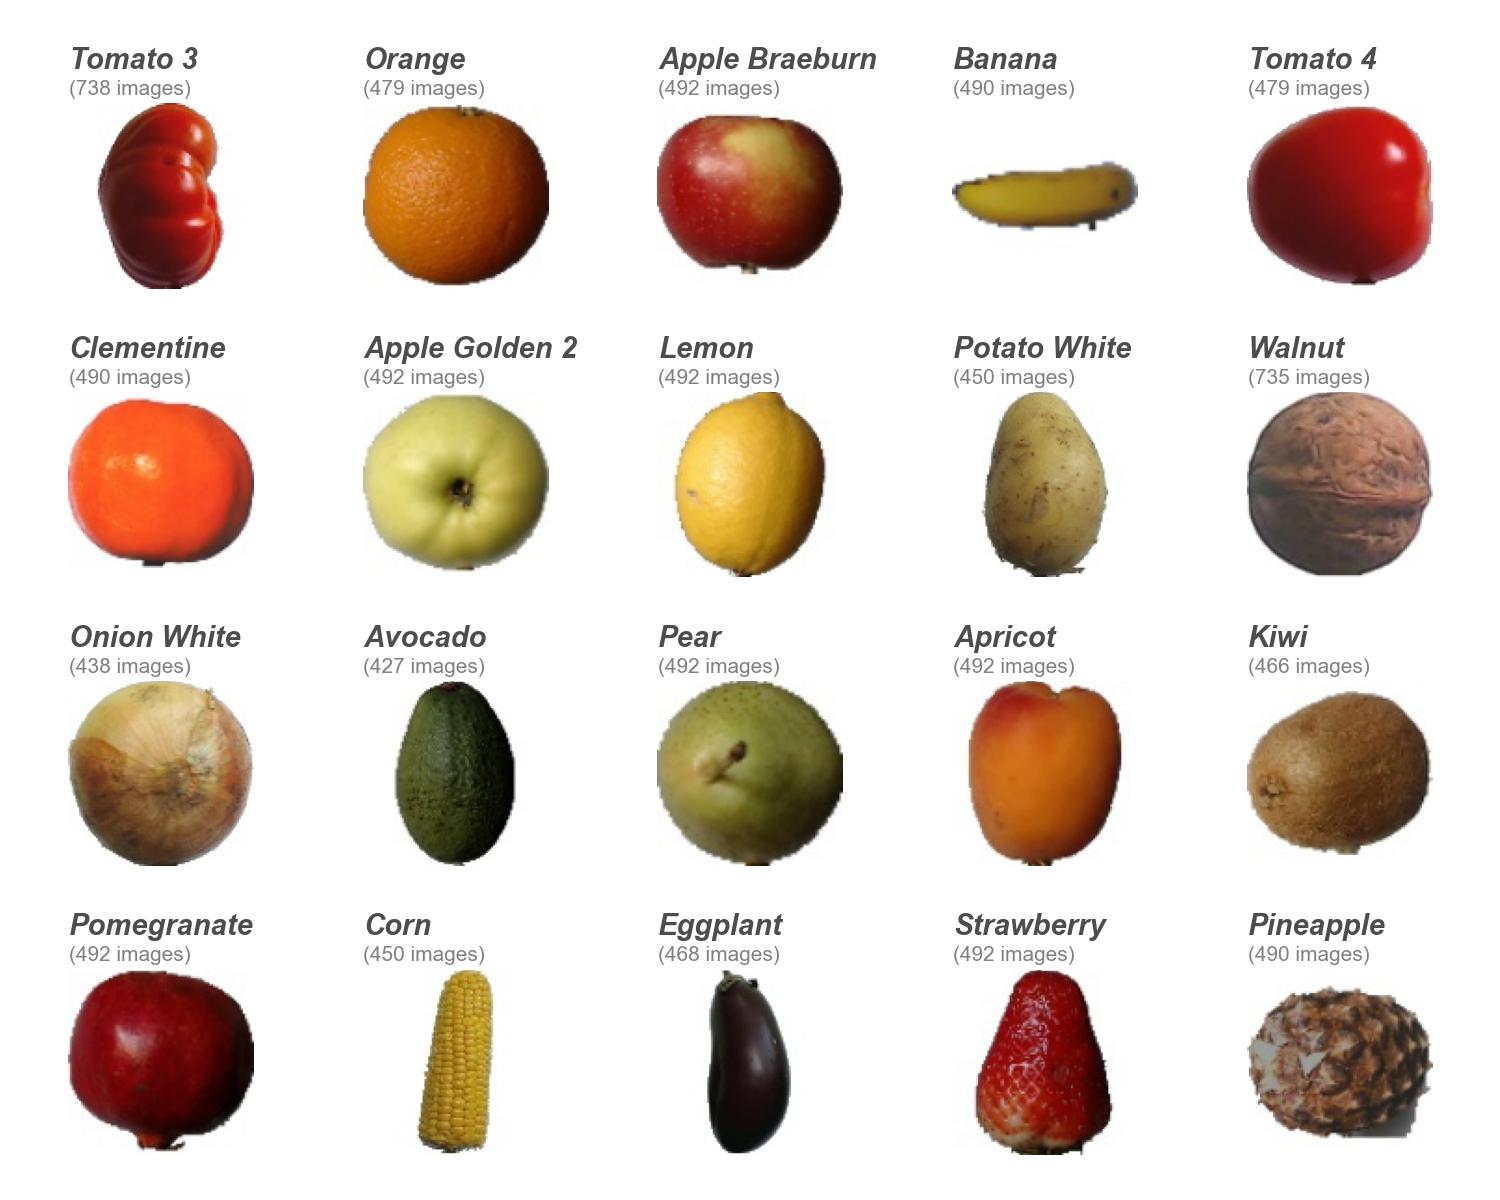 Tomato 3
(738 images)
Orange
(479 images)
Apple Braeburn
(492 images)
Banana
(490 images)
Tomato 4
(479 images)
Clementine
(490 images)
Apple Golden 2
(492 images)
Lemon
(492 images)
Potato White
(450 images)
Walnut
(735 images)
Onion White
(438 images)
Avocado
(427 images)
Pear
(492 images)
Apricot
(492 images)
Kiwi
(466 images)
Pomegranate
(492 images)
Corn
(450 images)
Eggplant
(468 images)
Strawberry
(492 images)
Pineapple
(490 images)